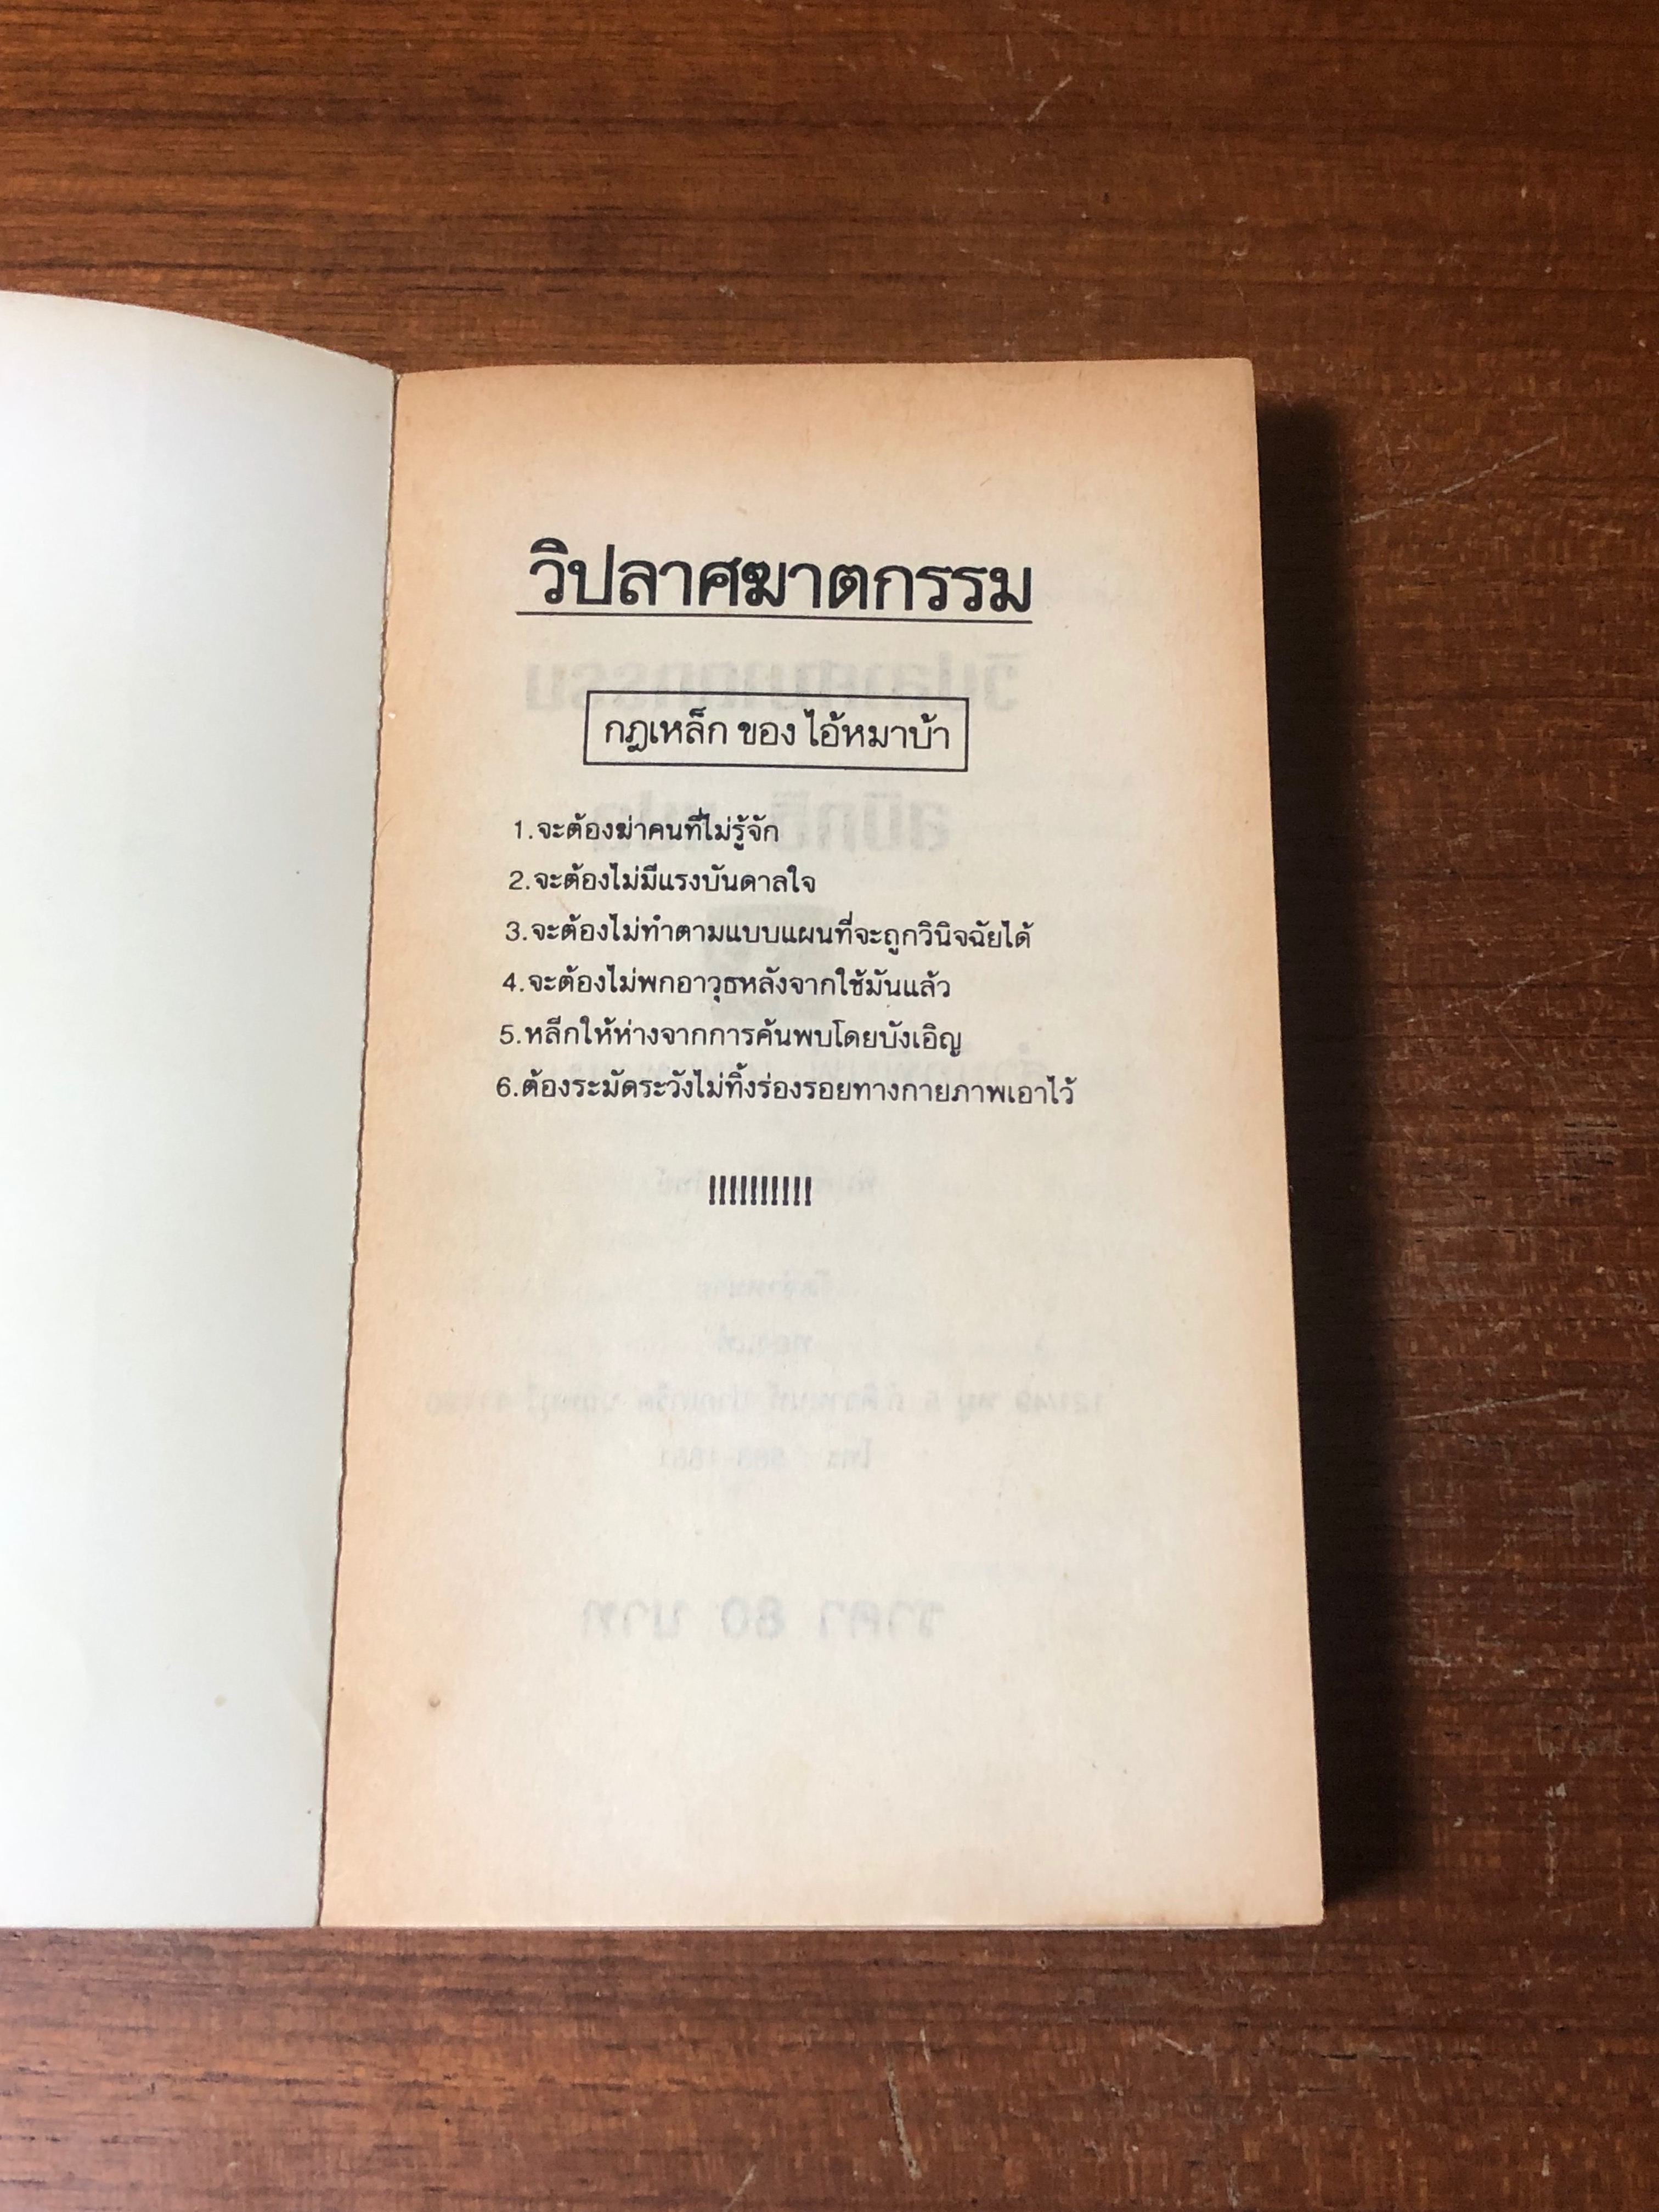 วิปลาศฆาตกรรม
กฎเหล็ก ของ ไอ้หมาบ้า
1.จะต้องฆ่าคนที่ไม่รู้จัก
2.จะต้องไม่มีแรงบันดาลใจ
3.จะต้องไม่ทำตามแบบแผนที่จะถูกวินิจฉัยได้
4.จะต้องไม่พกอาวุธหลังจากใช้มันแล้ว
5.หลีกให้ห่างจากการค้นพบโดยบังเอิญ
6.ต้องระมัดระวังไม่ทิ้งร่องรอยทางกายภาพเอาไว้
!!!!!!!!!!
ราคา 80 บาท